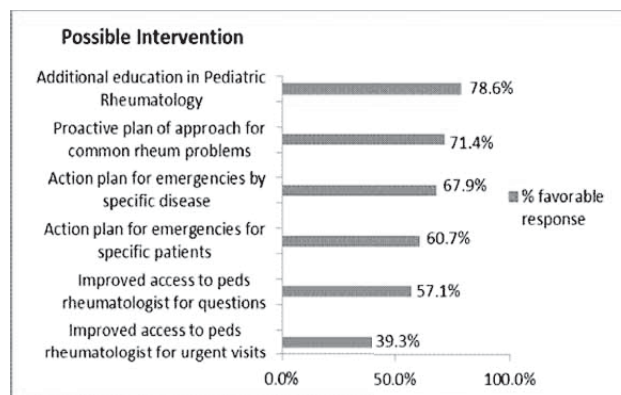 Possible Intervention
Additional education in Pediatric
Rheumatology
78.6%
Proactive plan of approach for
common rheum problems
71.4%
Action plan for emergencies by
specific disease
67.9%
% favorable
response
Action plan for emergencies for
specific patients
60.7%
Improved access to peds
rheumatologist for questions
57.1%
Improved access to peds
rheumatologist for urgent visits
39.3%
0.0%
50.0%
100.0%